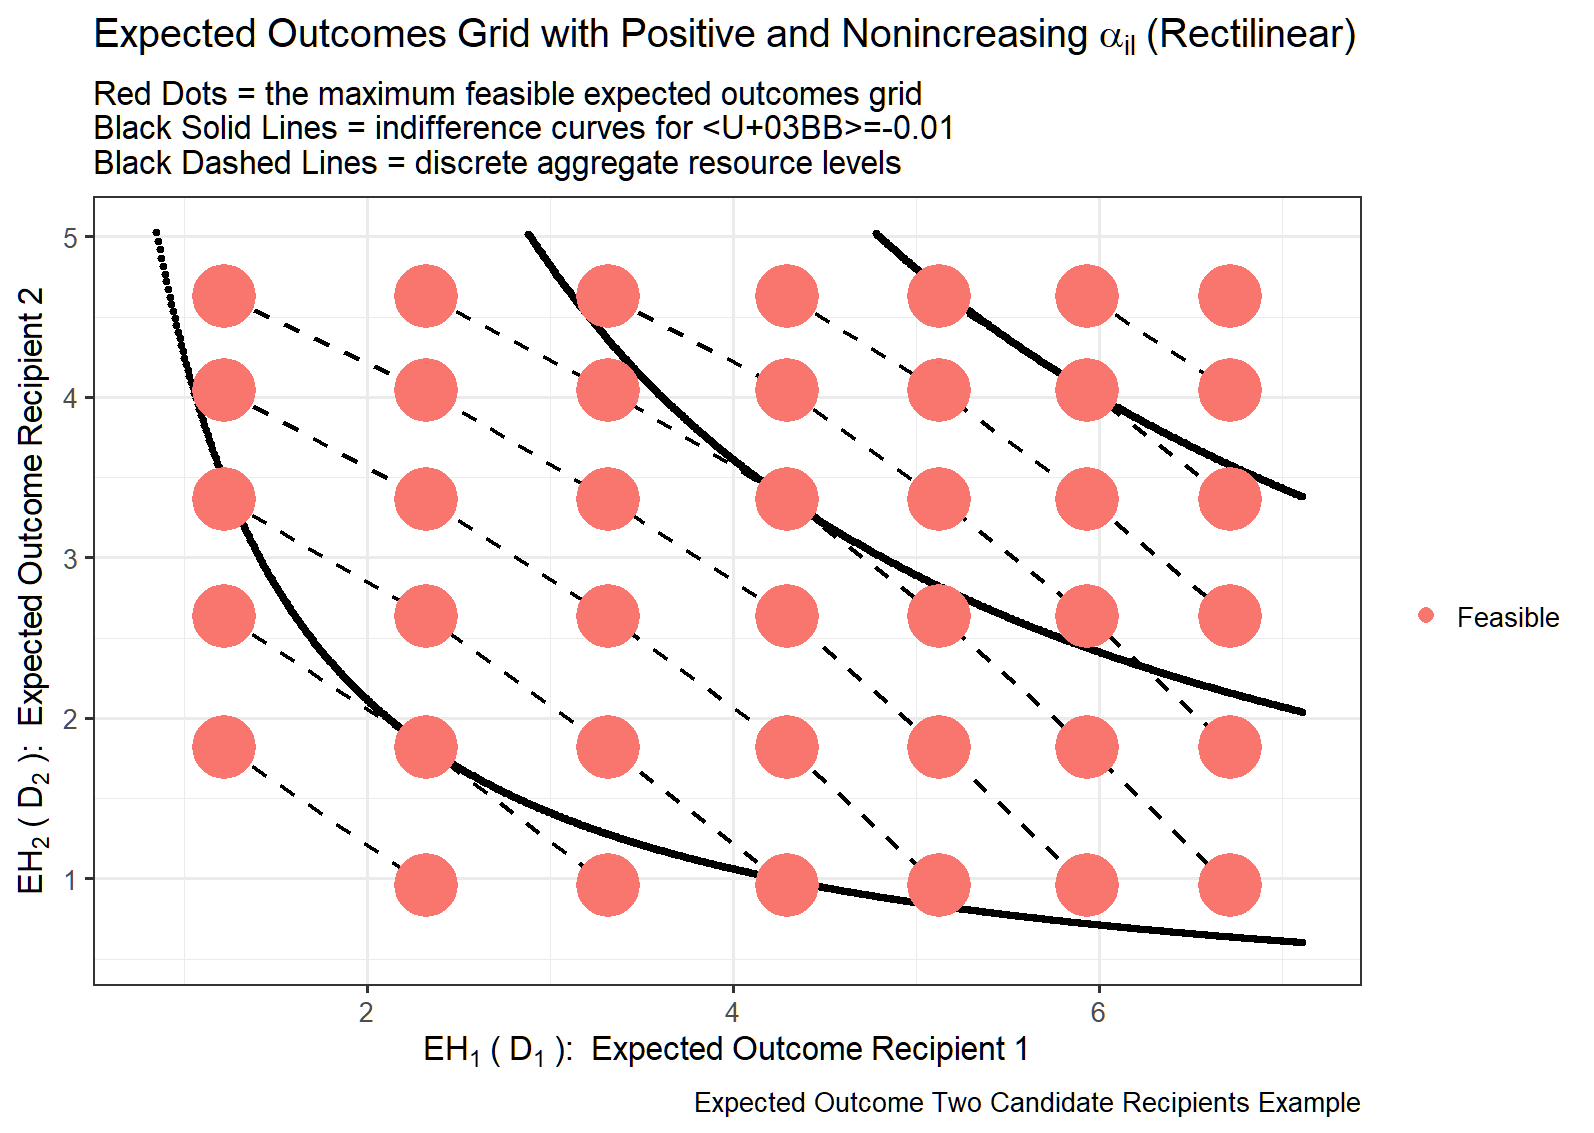 Expected Outcomes Grid with Positive and Nonincreasing αil (Rectilinear)
Red Dots = the maximum feasible expected outcomes grid
Black Solid Lines = indifference curves for <U+03BB>=-0.01
Black Dashed Lines = discrete aggregate resource levels
EH2 ( D2 ):  Expected Outcome Recipient 2
5
4
3
2
1
2 4 6
EH1 ( D1 ):  Expected Outcome Recipient 1
Feasible
Expected Outcome Two Candidate Recipients Example